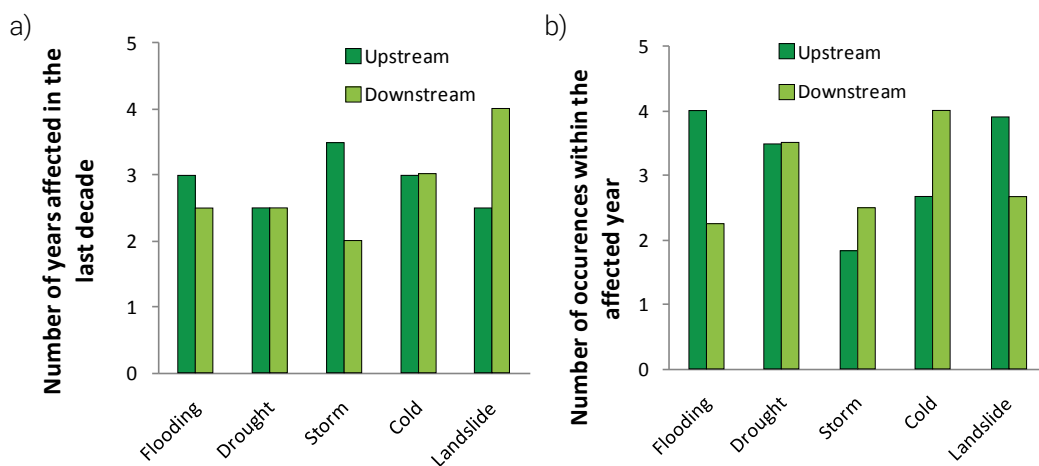 a)
Number of years affected in the
last decade
5
4
3
2
1
0
Upstream
Downstream
Flooding
Drought
Storm
Cold
Landslide
b)
Number of occurences within the
affected year
5
4
3
2
1
0
Upstream
Downstream
Flooding
Drought
Storm
Cold
Landslide